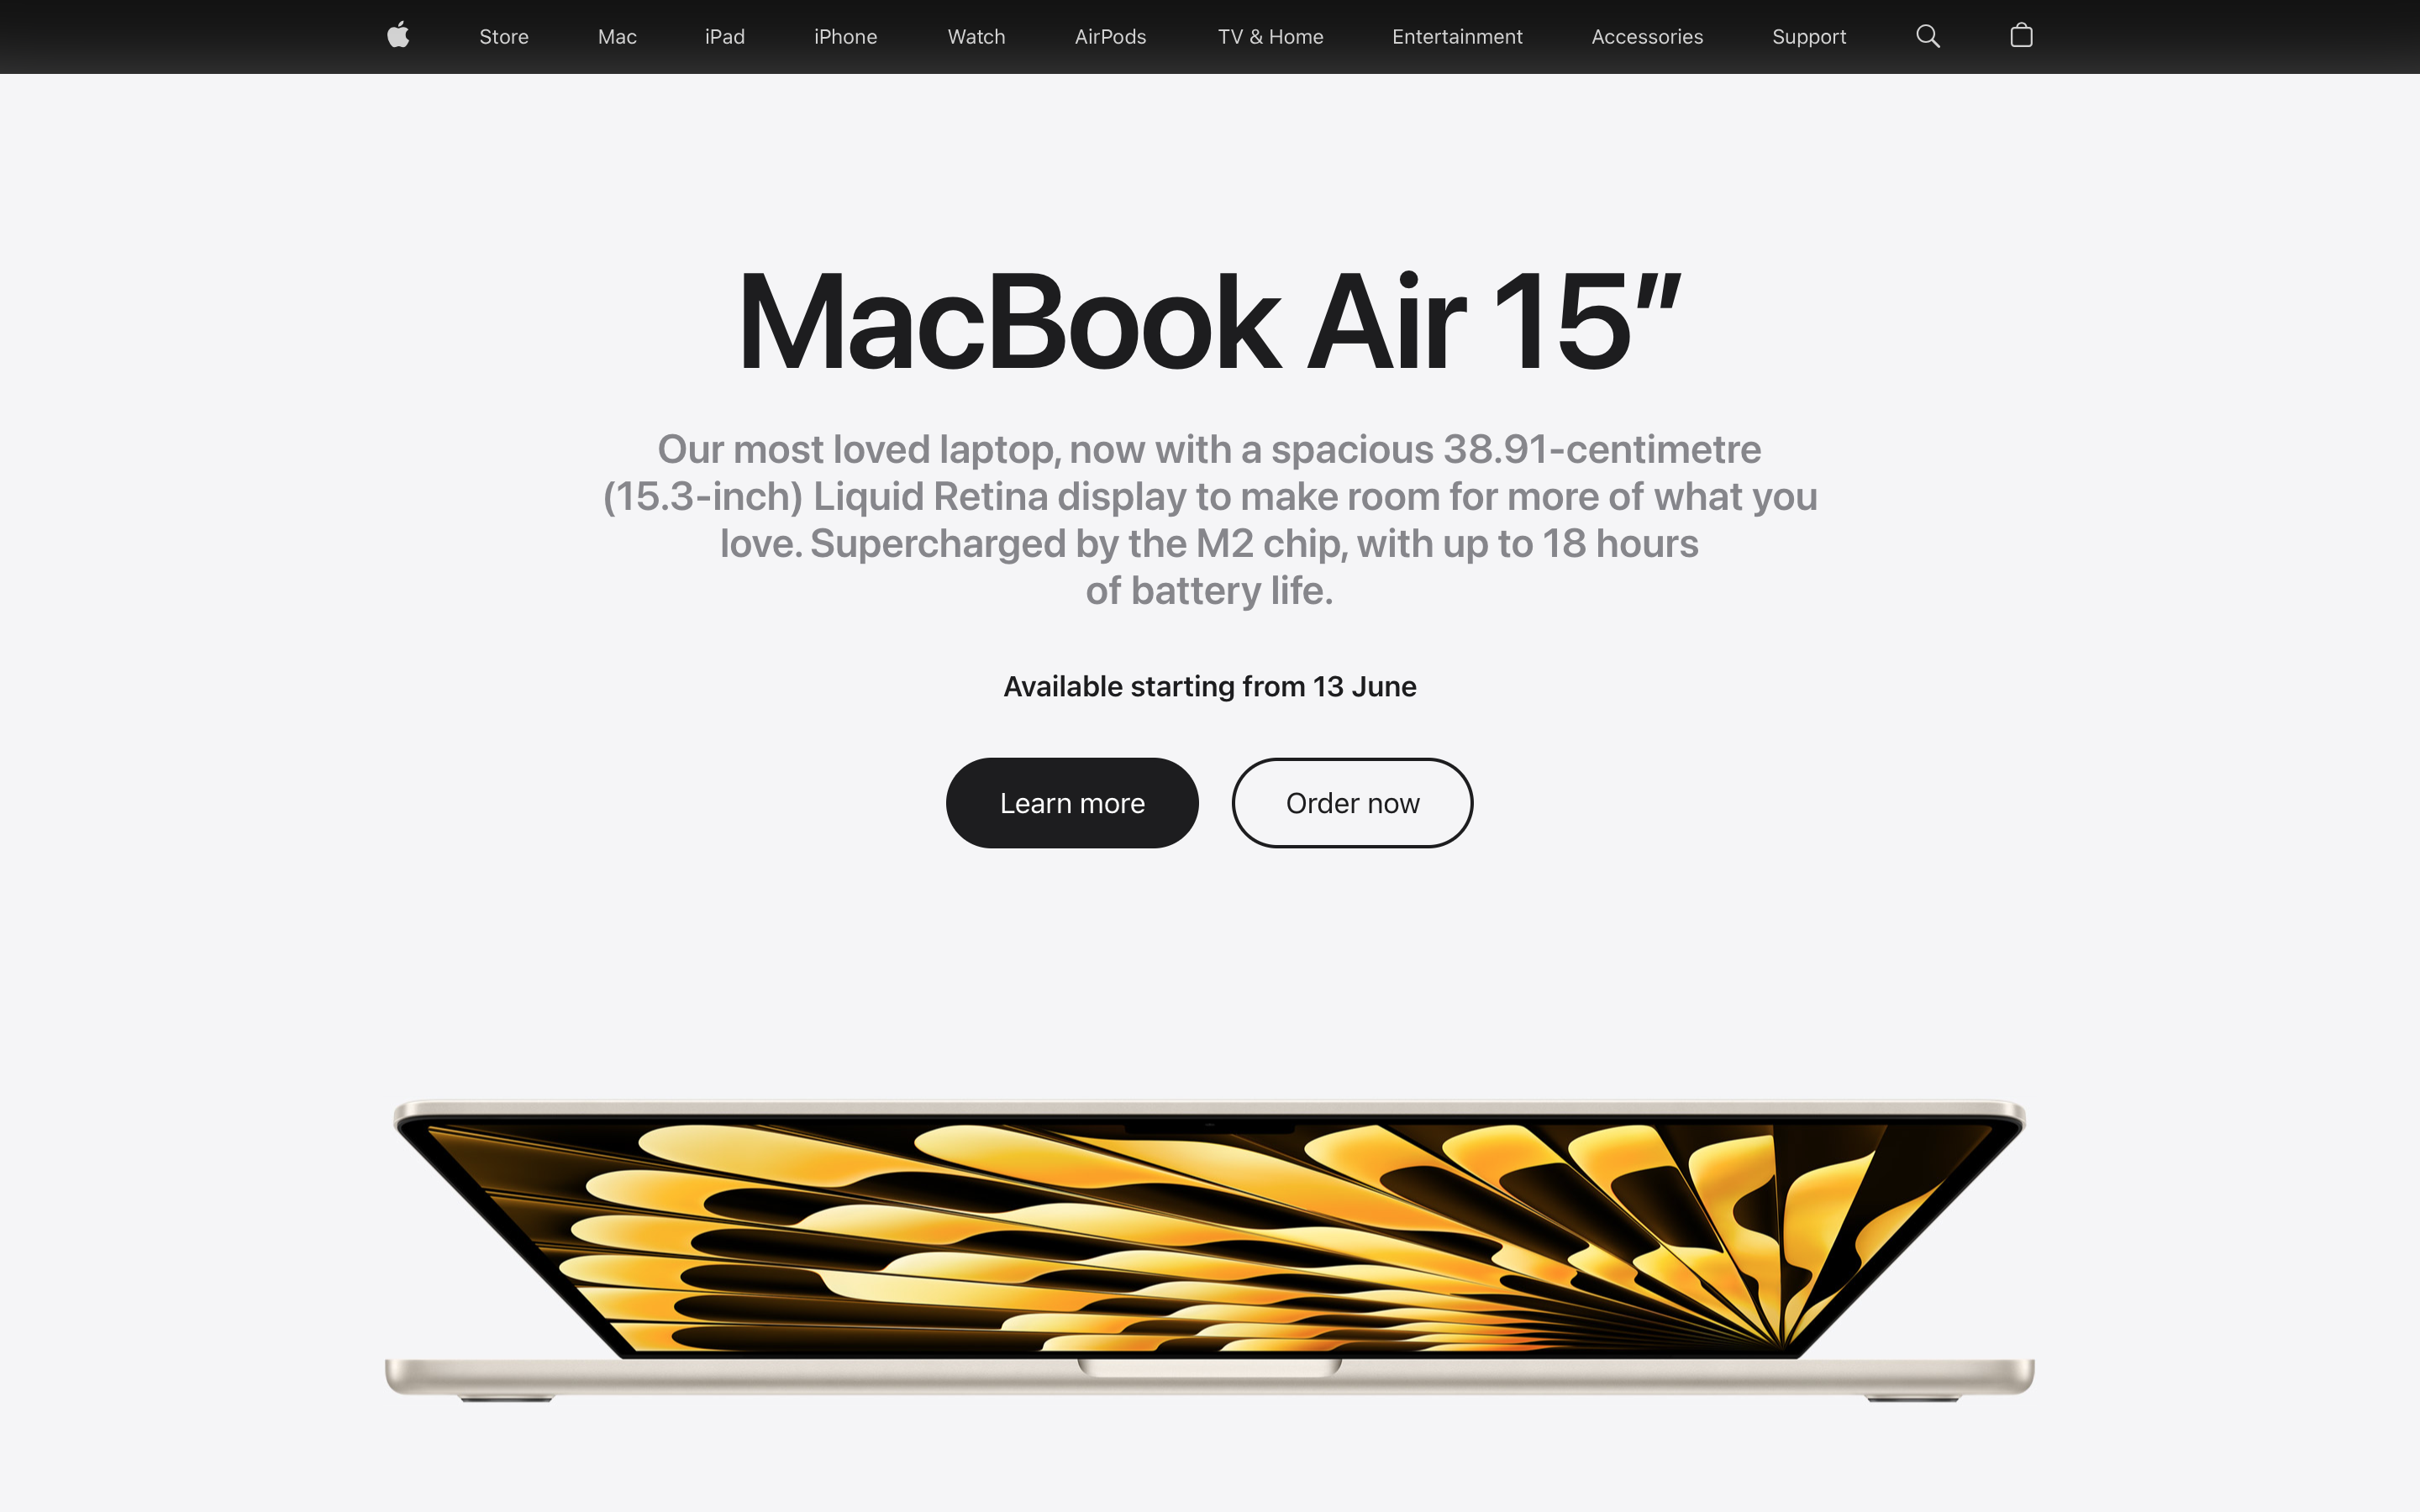 Store Mac iPad iPhone Watch AirPods TV & Home Entertainment Accessories Support
MacBook Air 15″
Our most loved laptop, now with a spacious 38.91-centimetre
(15.3-inch) Liquid Retina display to make room for more of what you
love. Supercharged by the M2 chip, with up to 18 hours
of battery life.
Available starting from 13 June
Learn more Order now